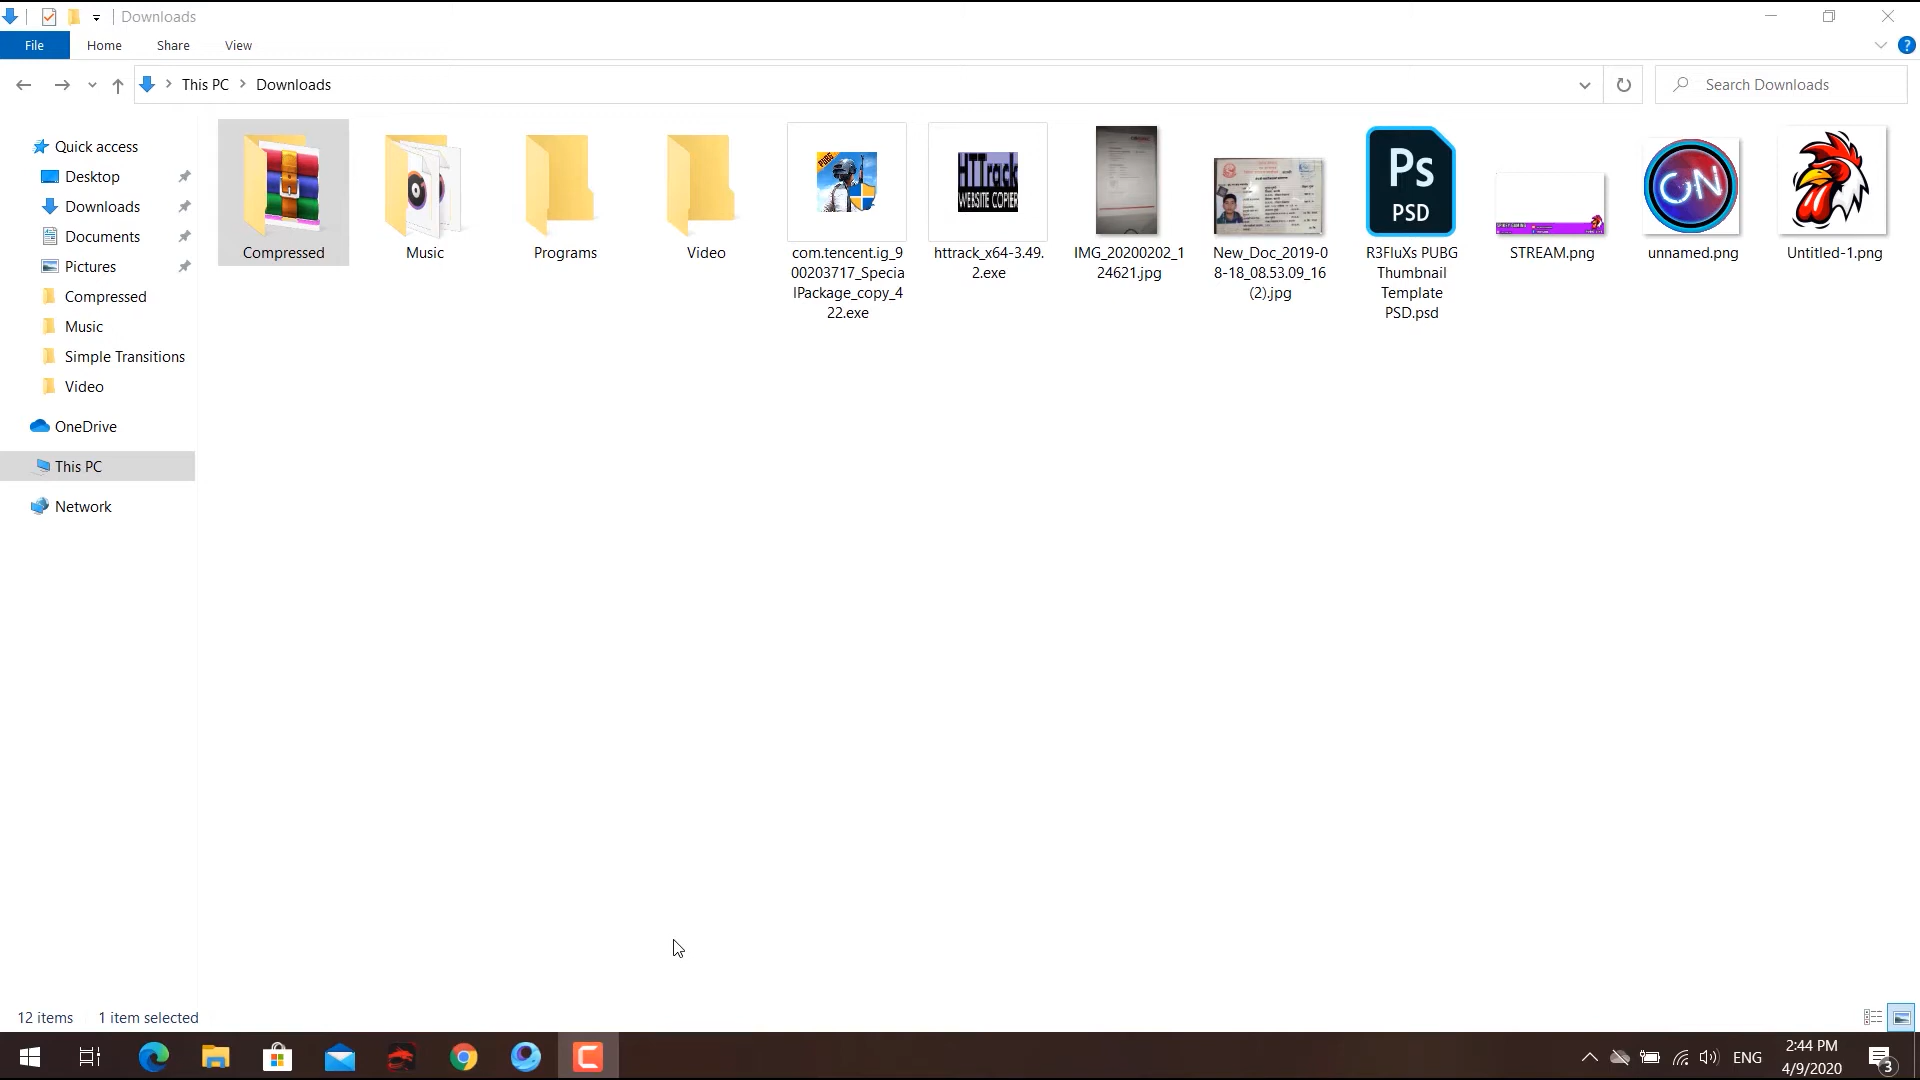 Downloads
File
Home
Share
View
This PC
Downloads
Search Downloads
Quick access
Desktop
Downloads
Documents
Pictures
Compressed
Music
Simple Transitions
Video
OneDrive
This PC
Network
Compressed
Music
Programs
Video
PUBG
com.tencent.ig_9
00203717_Specia
lPackage_copy_4
22.exe
HTTrack
WEBSITE COPIER
httrack_x64-3.49.
2.exe
IMG_20200202_1
24621.jpg
New_Doc_2019-0
8-18_08.53.09_16
(2).jpg
Ps
PSD
R3FluXs PUBG
Thumbnail
Template
PSD.psd
STREAM.png
ON
unnamed.png
Untitled-1.png
12 items
1 item selected
ENG
2:44 PM
4/9/2020
3